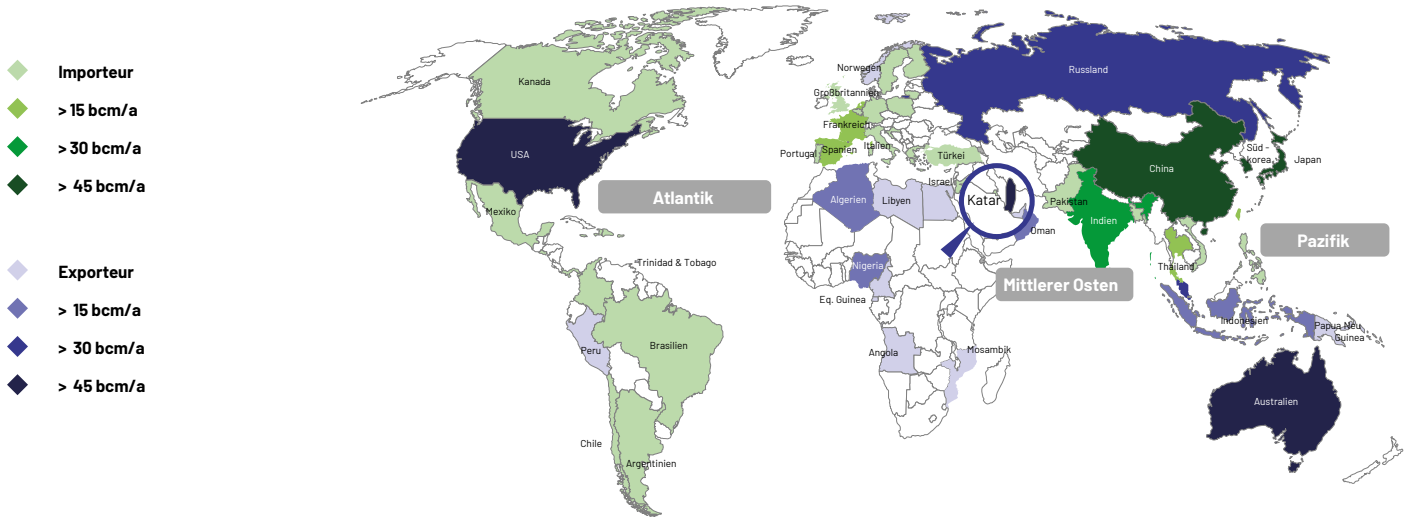 Importeur
> 15 bcm/a
> 30 bcm/a
> 45 bcm/a
Exporteur
> 15 bcm/a
> 30 bcm/a
> 45 bcm/a
Kanada
USA
Mexiko
Atlantik
Trinidad & Tobago
Peru
Brasilien
Chile
Argentinien
Norwegen
Großbritannien
Frankreich
Portugal
Spanien
Italien
Türkei
Israel
Algerien
Libyen
Katar
Oman
Nigeria
Eq. Guinea
Angola
Mosambik
Mittlerer Osten
Russland
China
Süd -
korea
Japan
Pakistan
Indien
Thailand
Pazifik
Indonesien
Papua Neu
Guinea
Australien